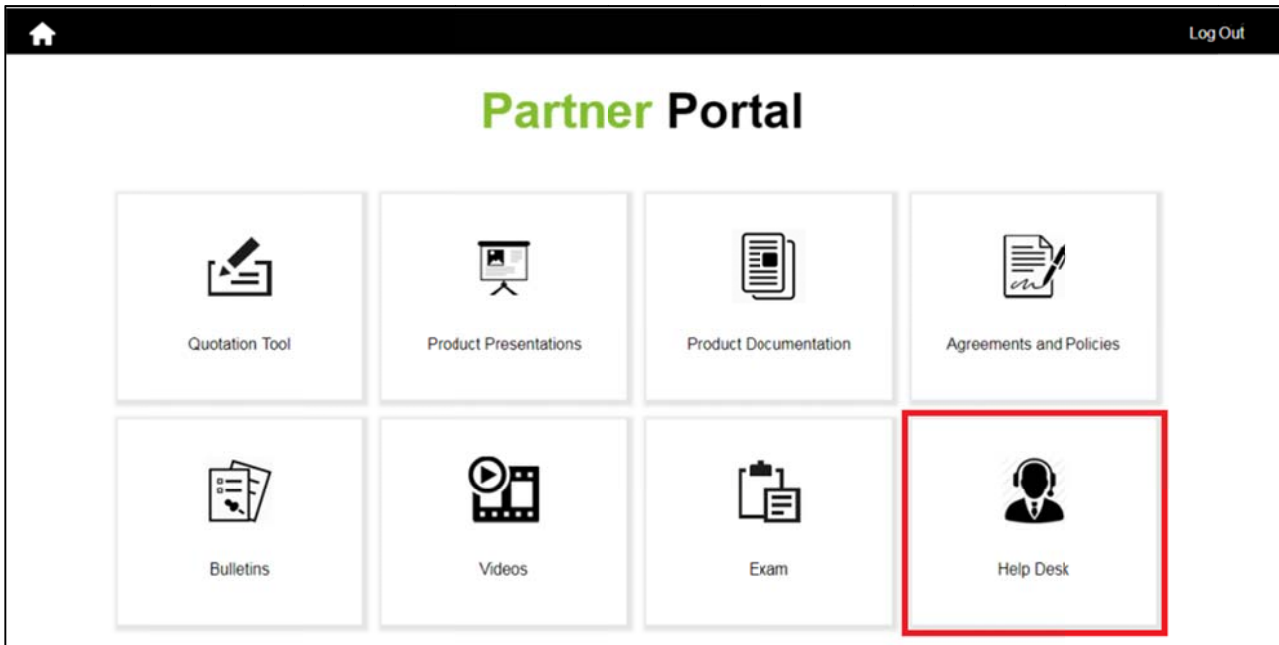 Log Out
Partner Portal
Quotation Tool
Product Presentations
Product Documentation
Agreements and Policies
Bulletins
Videos
Exam
Help Desk